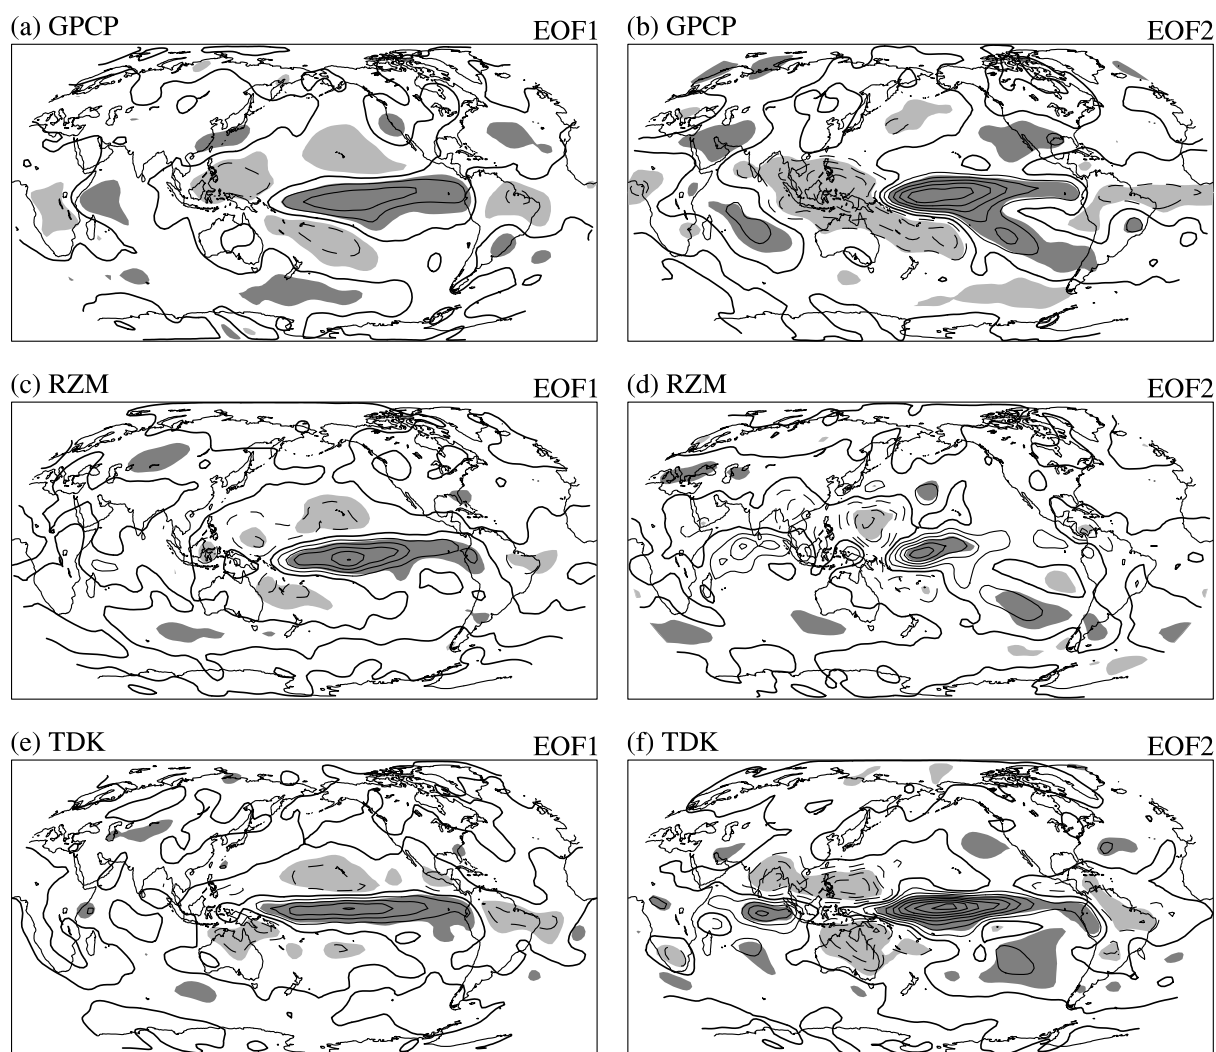 (a) GPCP EOF1
(b) GPCP EOF2
(c) RZM EOF1
(d) RZM EOF2
(e) TDK EOF1
(f) TDK EOF2